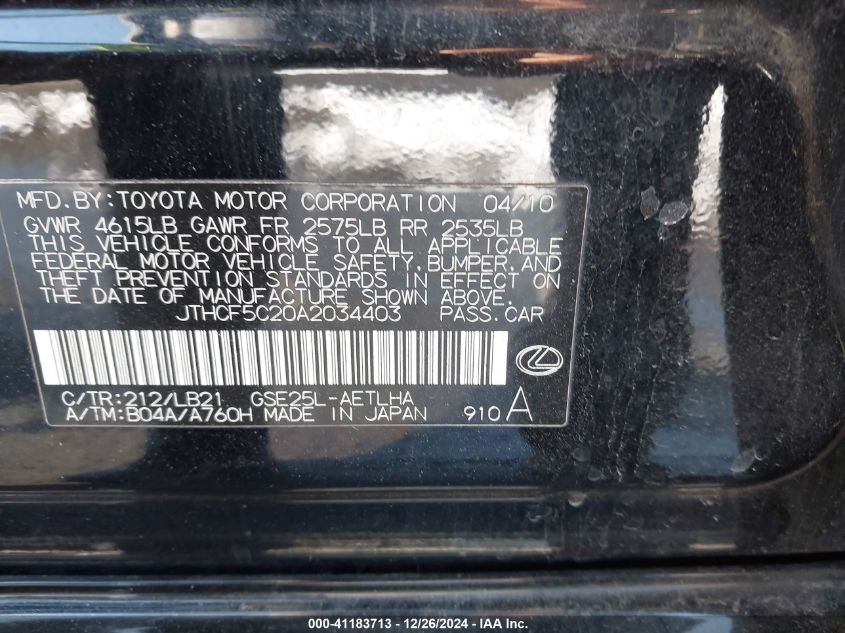 MFD.BY:TOYOTA MOTOR CORPORATION 04/10
GVWR 4615LB GAWR FR 2575LB RR 2535LB
THIS VEHICLE CONFORMS TO ALL APPLICABLE
FEDERAL MOTOR VEHICLE SAFETY,BUMPER,AND
THEFT PREVENTION STANDARDS IN EFFECT ON
THE DATE OF MANUFACTURE SHOWN ABOVE.
JTHCF5C20A2034403 PASS.CAR
C/TR:212/LB21 GSE25L-AETLHA
A/TM:B04A/A760H MADE IN JAPAN 910A
000-41183713 - 12/26/2024 - IAA Inc.